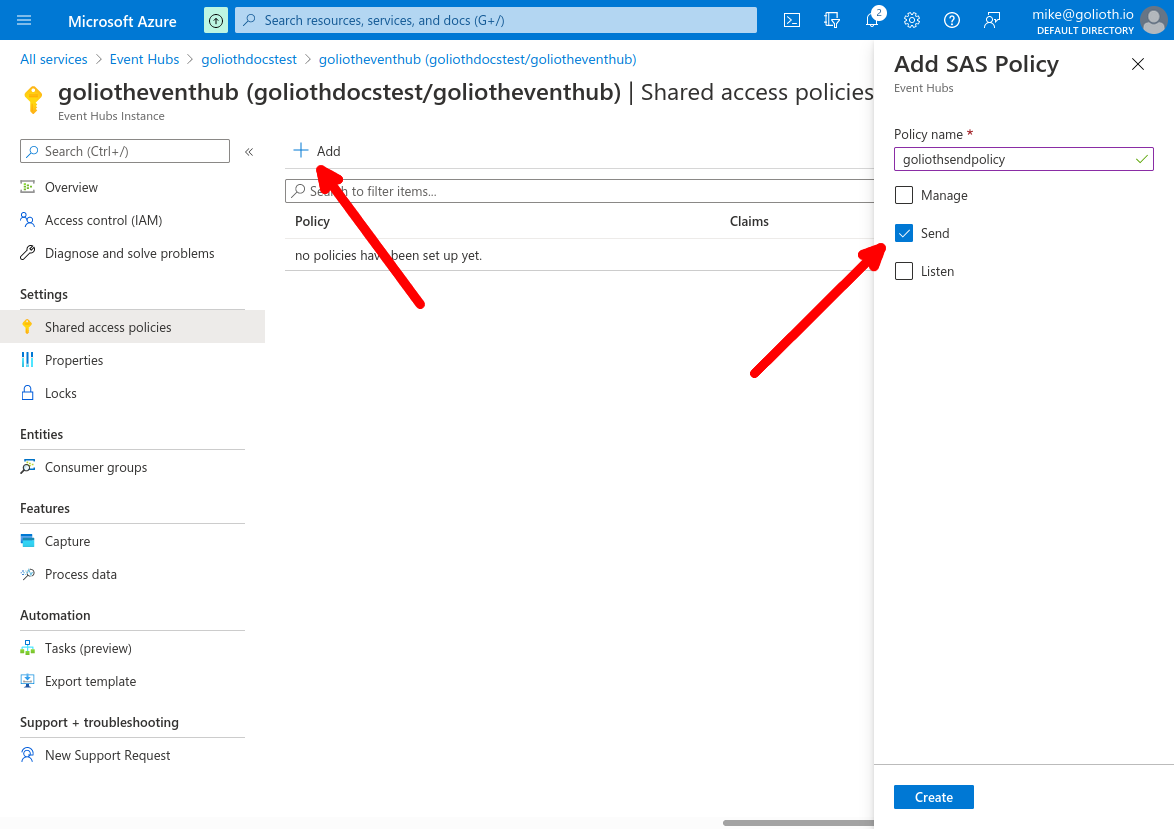 Microsoft Azure
Search resources, services, and docs (G+/)
2
mike@golioth.io
DEFAULT DIRECTORY
All services > Event Hubs > goliothdocstest > goliotheventhub (goliothdocstest/goliotheventhub)
goliotheventhub (goliothdocstest/goliotheventhub) | Shared access policies
Event Hubs Instance
Search (Ctrl+/)
«
Overview
Access control (IAM)
Diagnose and solve problems
Settings
Shared access policies
Properties
Locks
Entities
Consumer groups
Features
Capture
Process data
Automation
Tasks (preview)
Export template
Support + troubleshooting
New Support Request
Add
Search to filter items...
Policy Claims
no policies have been set up yet.
Add SAS Policy
Event Hubs
Policy name *
goliothsendpolicy
Manage
Send
Listen
Create